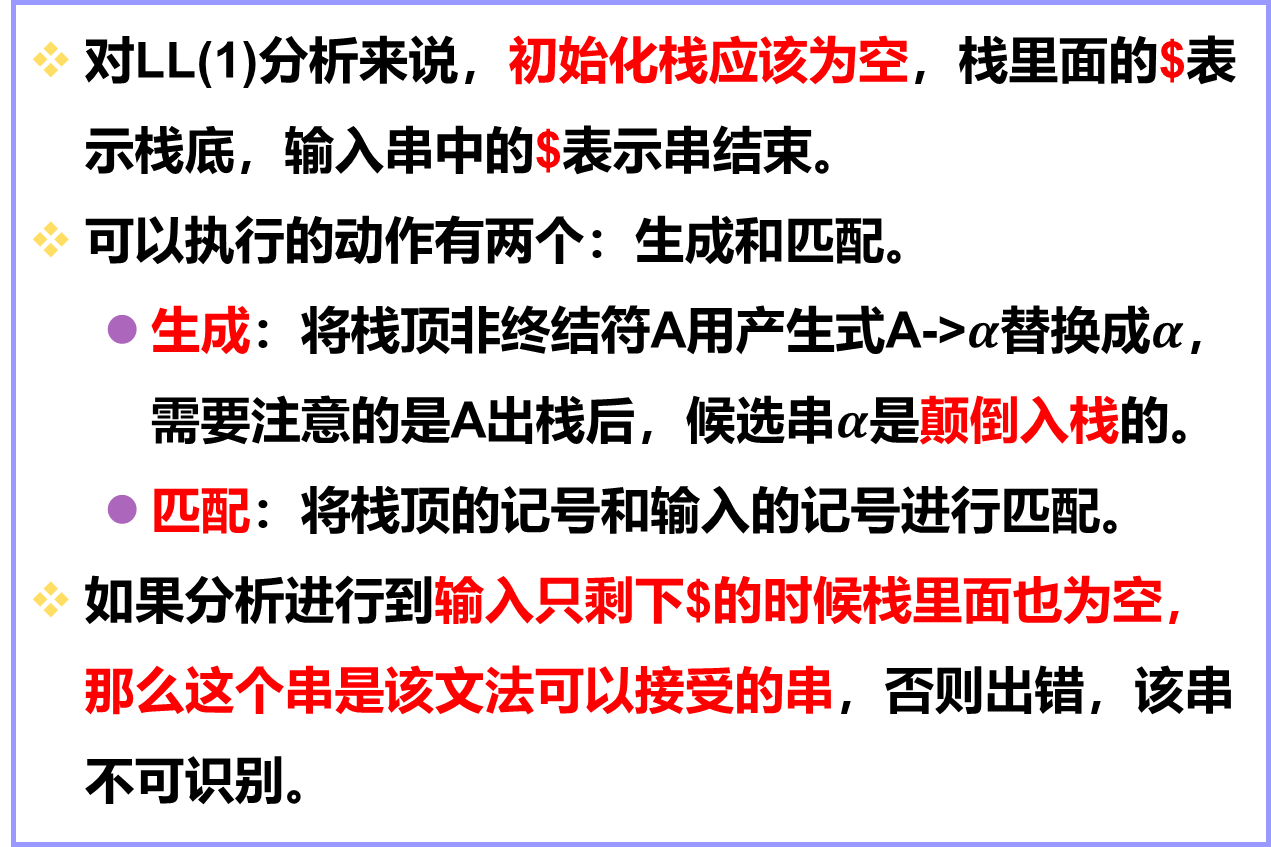 对LL(1)分析来说，初始化栈应该为空，栈里面的$表
示栈底，输入串中的$表示串结束。
可以执行的动作有两个：生成和匹配。
生成：将栈顶非终结符A用产生式A->α替换成α，
需要注意的是A出栈后，候选串α是颠倒入栈的。
匹配：将栈顶的记号和输入的记号进行匹配。
如果分析进行到输入只剩下$的时候栈里面也为空，
那么这个串是该文法可以接受的串，否则出错，该串
不可识别。